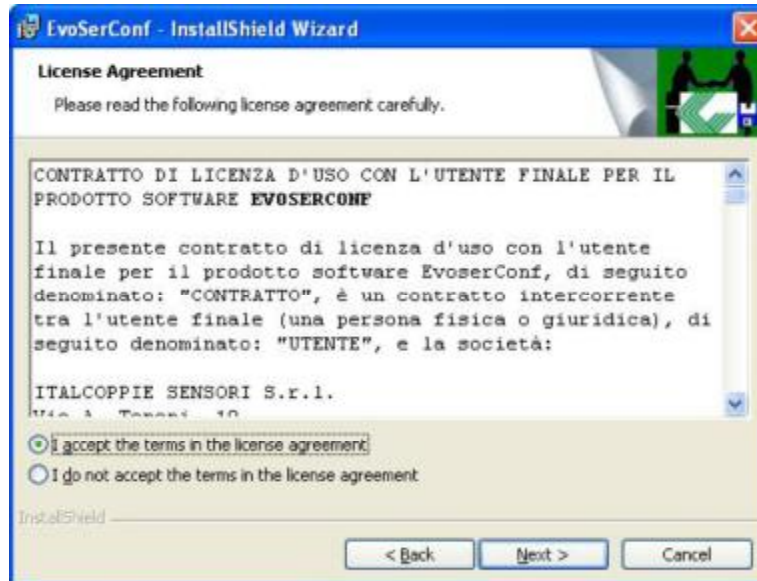 EvoSerConf - InstallShield Wizard
License Agreement
Please read the following license agreement carefully.
CONTRATTO DI LICENZA D'USO CON L'UTENTE FINALE PER IL
PRODOTTO SOFTWARE EVOSERCONF
Il presente contratto di licenza d'uso con l'utente
finale per il prodotto software EvoserConf, di seguito
denominato: "CONTRATTO", è un contratto intercorrente
tra l'utente finale (una persona fisica o giuridica), di
seguito denominato: "UTENTE", e la società:
ITALCOPPIE SENSORI S.r.l.
I accept the terms in the license agreement
I do not accept the terms in the license agreement
InstallShield
< Back
Next >
Cancel